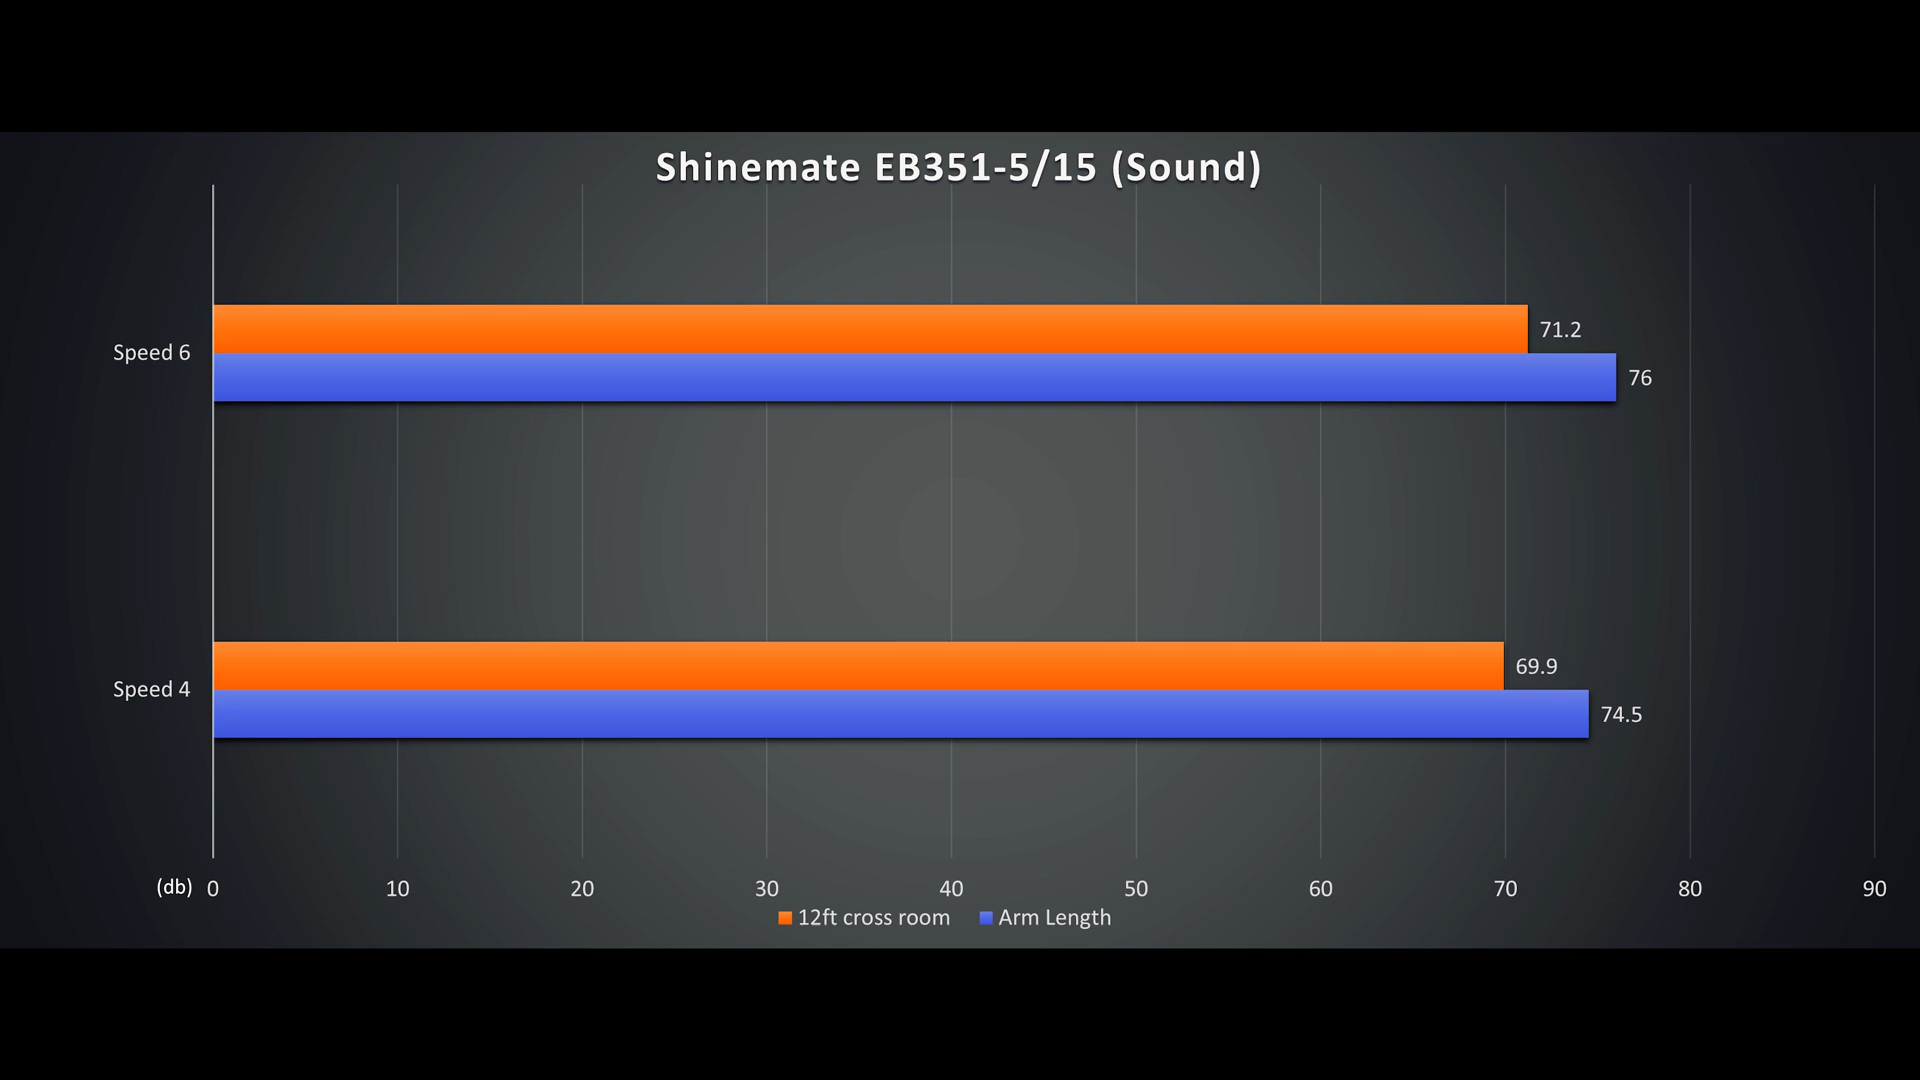 Shinemate EB351-5/15 (Sound)
Speed 6
71.2
76
Speed 4
69.9
74.5
(db) 0 10 20 30 40 50 60 70 80 90
12ft cross room Arm Length